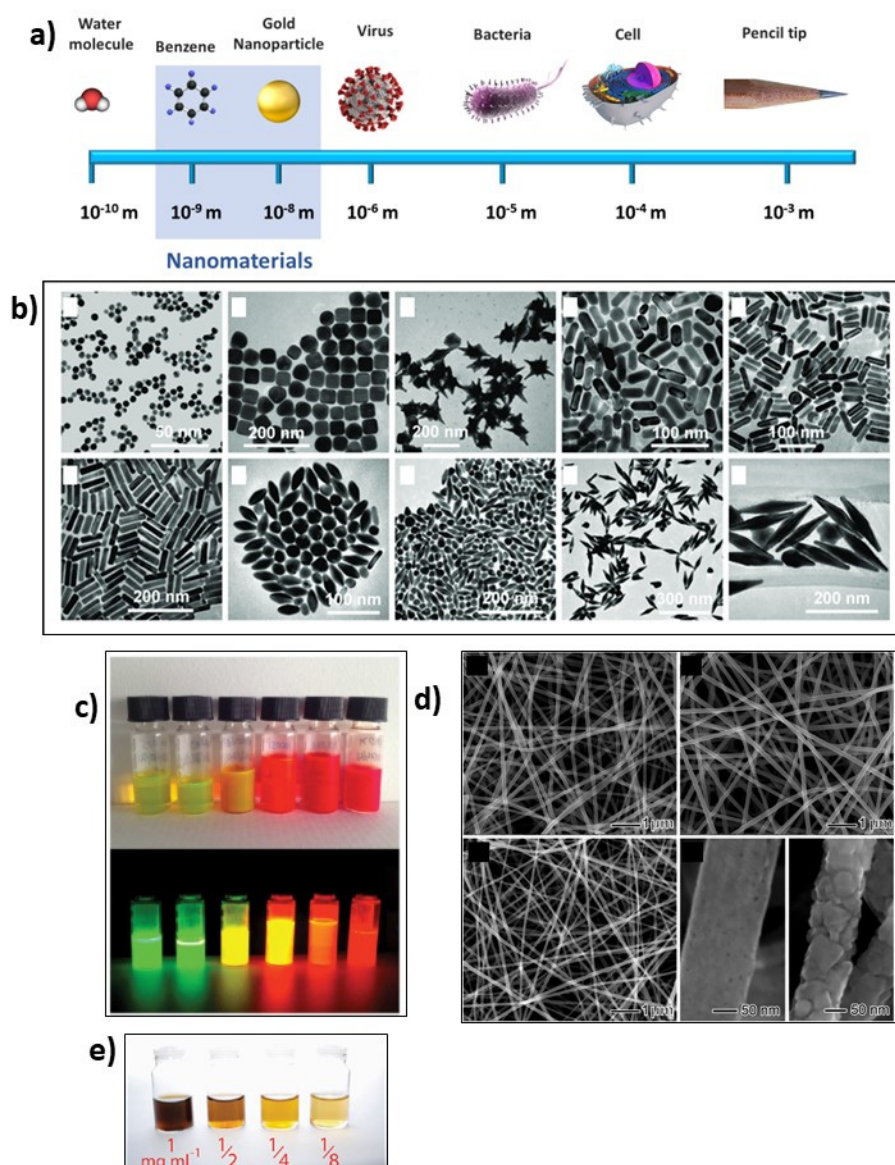 a)
Water
molecule
Benzene
Gold
Nanoparticle
Virus
Bacteria
Cell
Pencil tip
10⁻¹⁰ m
10⁻⁹ m
10⁻⁸ m
10⁻⁶ m
10⁻⁵ m
10⁻⁴ m
10⁻³ m
Nanomaterials
b)
50 nm
200 nm
200 nm
100 nm
100 nm
200 nm
100 nm
200 nm
300 nm
200 nm
c)
d)
1 μm
1 μm
1 μm
50 nm
50 nm
e)
1 1/2 1/4 1/8
mg ml⁻¹